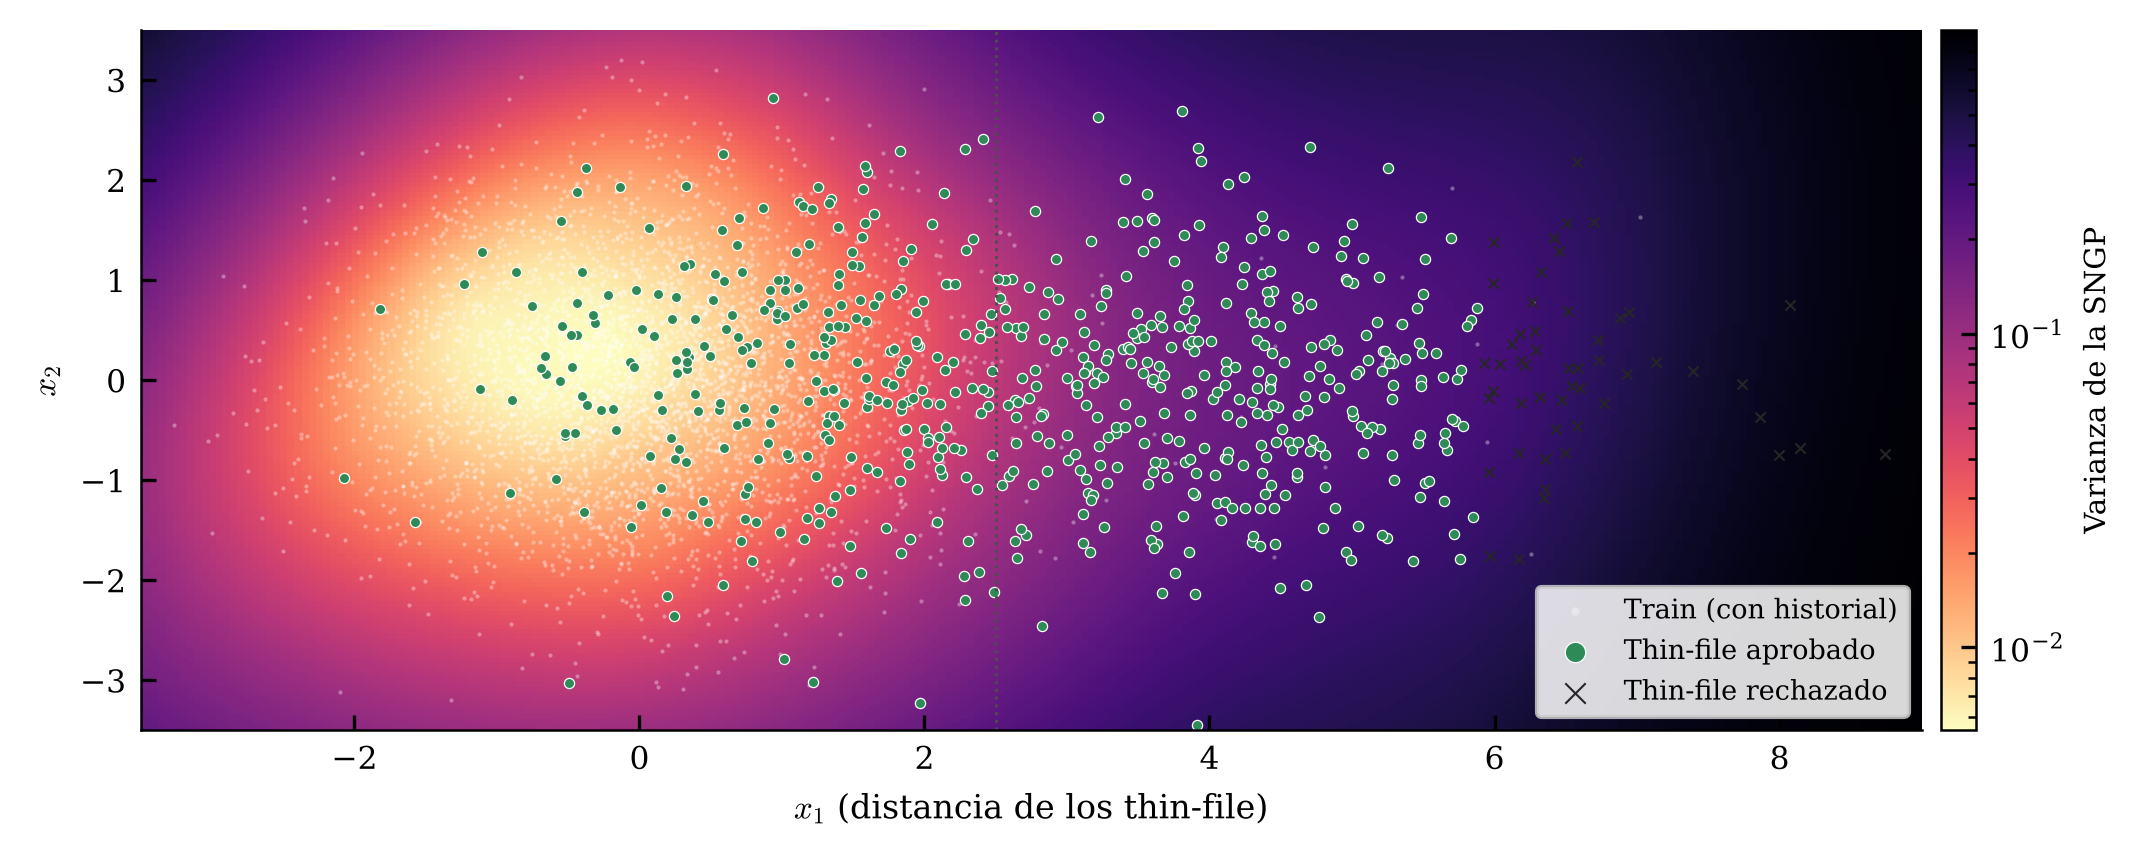 3
2
1
0
−1
−2
−3
x₂
−2
0
2
4
6
8
x₁ (distancia de los thin-file)
Train (con historial)
Thin-file aprobado
Thin-file rechazado
10⁻¹
10⁻²
Varianza de la SNGP